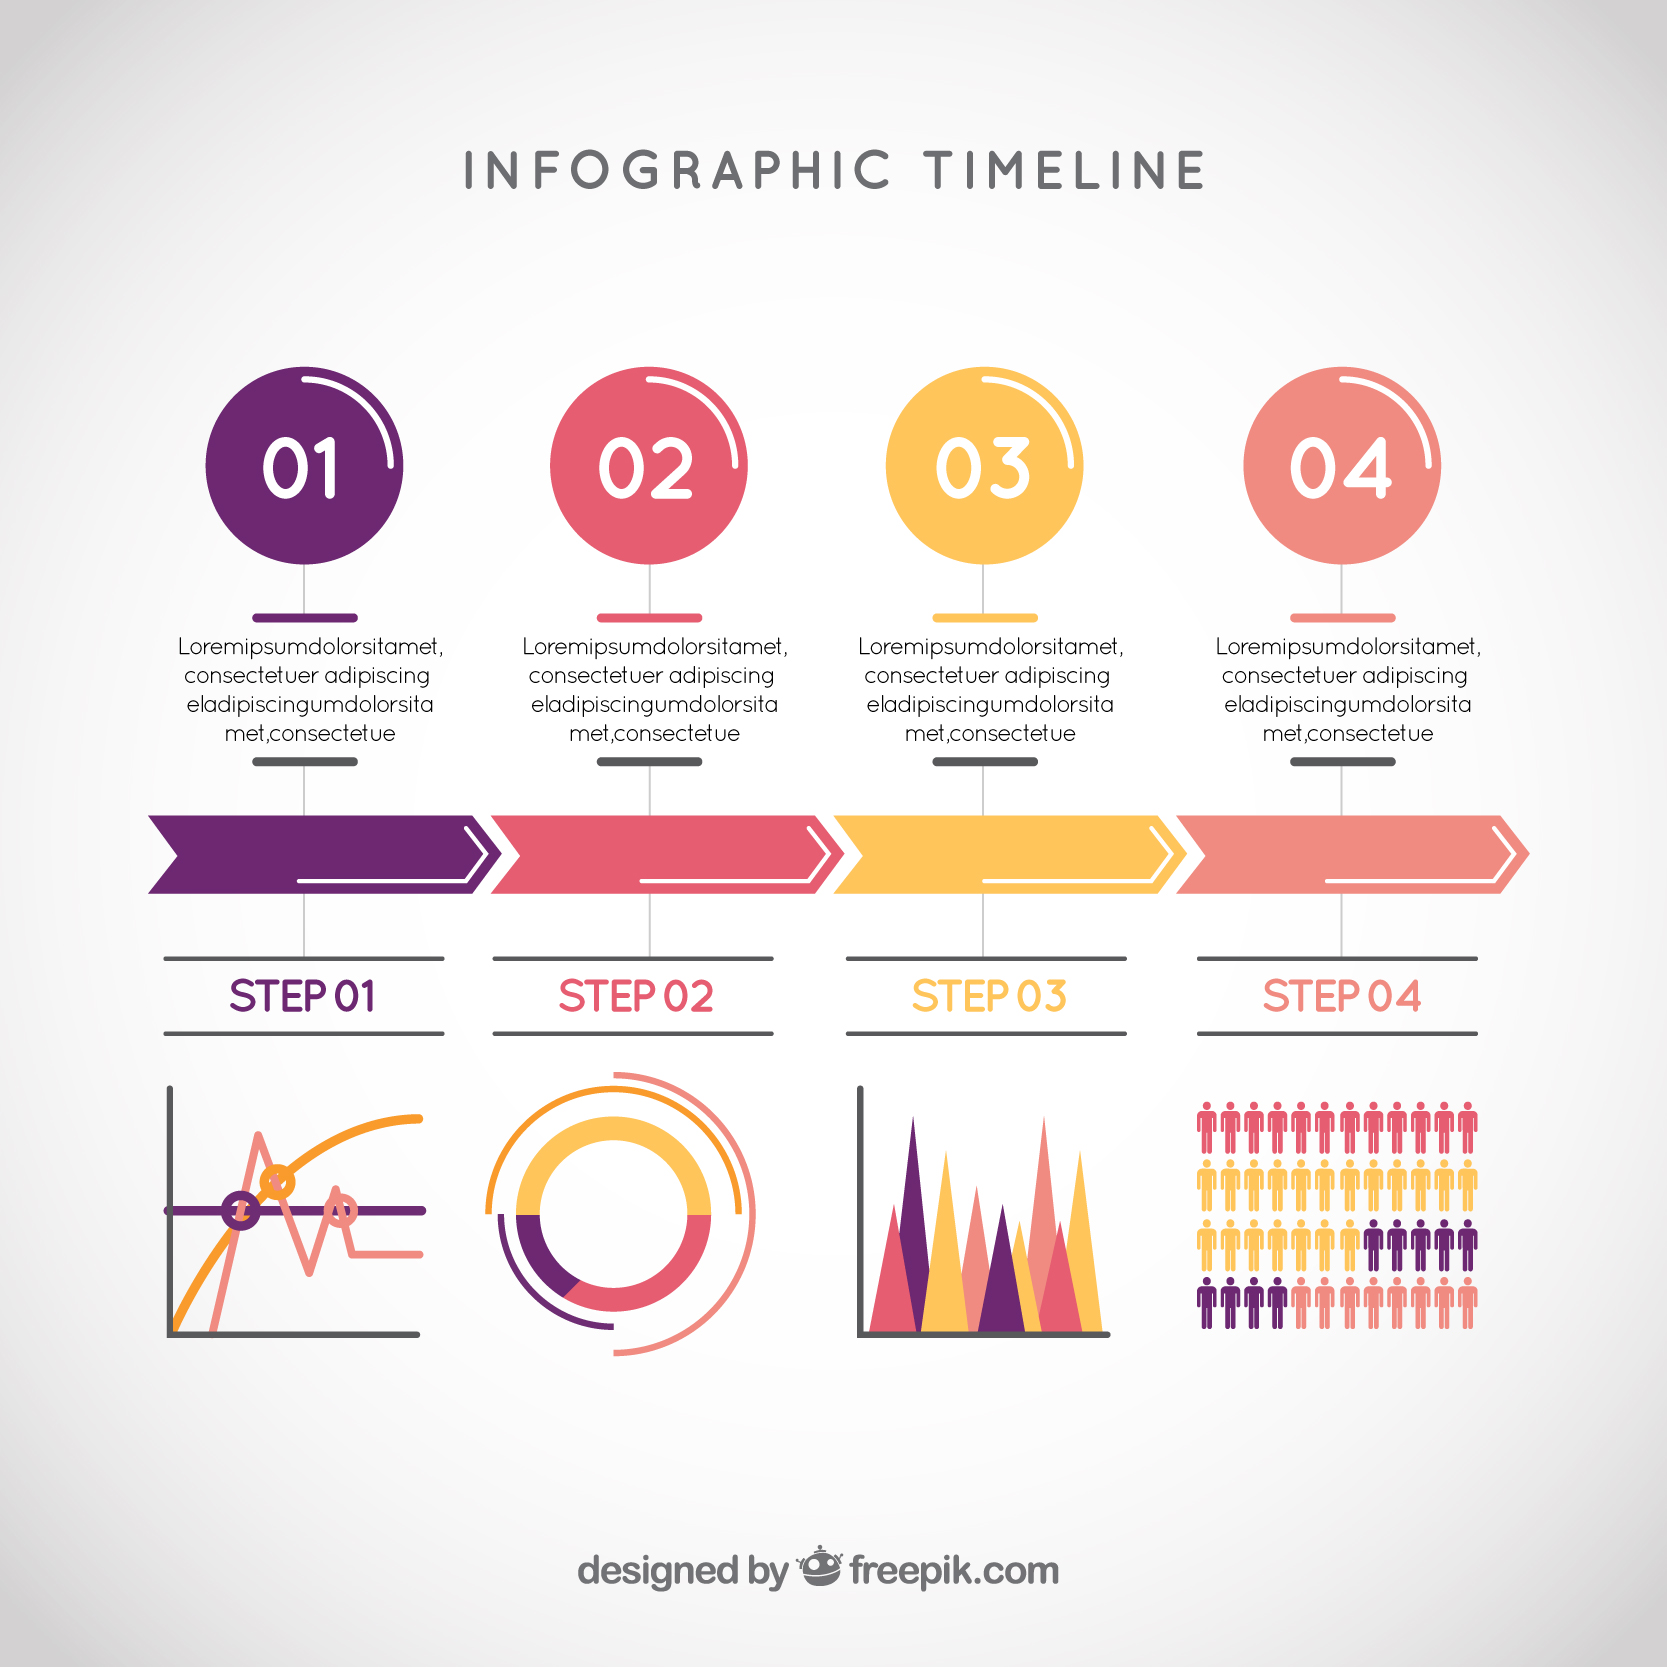 INFOGRAPHIC TIMELINE
01
02
03
04
Loremipsumdolorsitamet,
consectetuer adipiscing
eladipiscingumdolorsita
met,consectetue
Loremipsumdolorsitamet,
consectetuer adipiscing
eladipiscingumdolorsita
met,consectetue
Loremipsumdolorsitamet,
consectetuer adipiscing
eladipiscingumdolorsita
met,consectetue
Loremipsumdolorsitamet,
consectetuer adipiscing
eladipiscingumdolorsita
met,consectetue
STEP 01
STEP 02
STEP 03
STEP 04
designed by freepik.com